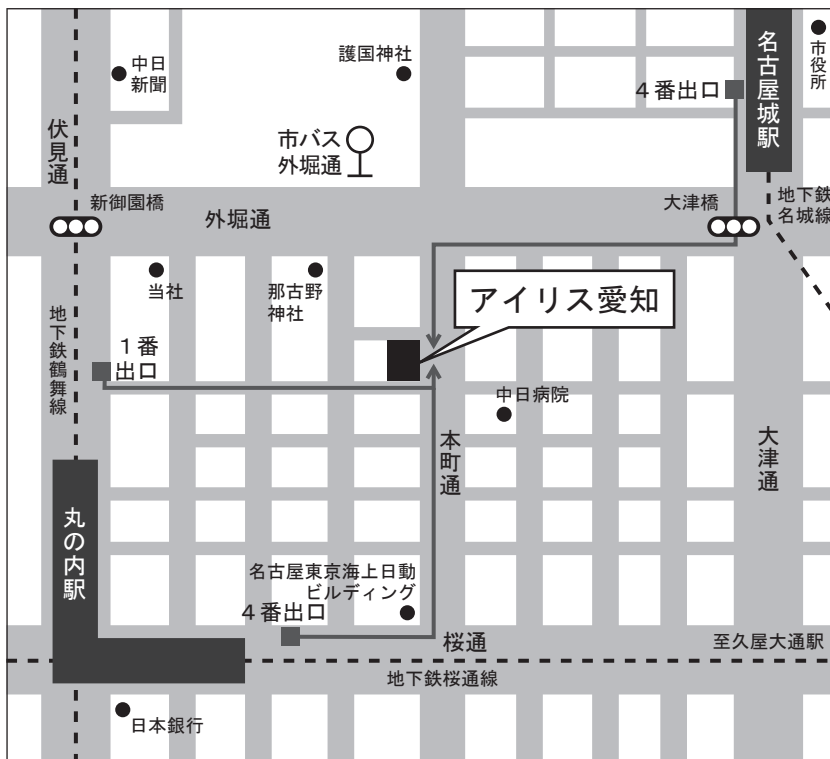 中日
新聞
護国神社
4番出口
名古屋城駅
市役所
伏見通
市バス
外堀通
新御園橋
外堀通
大津橋
地下鉄
名城線
当社
那古野
神社
アイリス愛知
地下鉄鶴舞線
1番
出口
中日病院
本町通
大津通
丸の内駅
名古屋東京海上日動
ビルディング
4番出口
桜通
至久屋大通駅
地下鉄桜通線
日本銀行